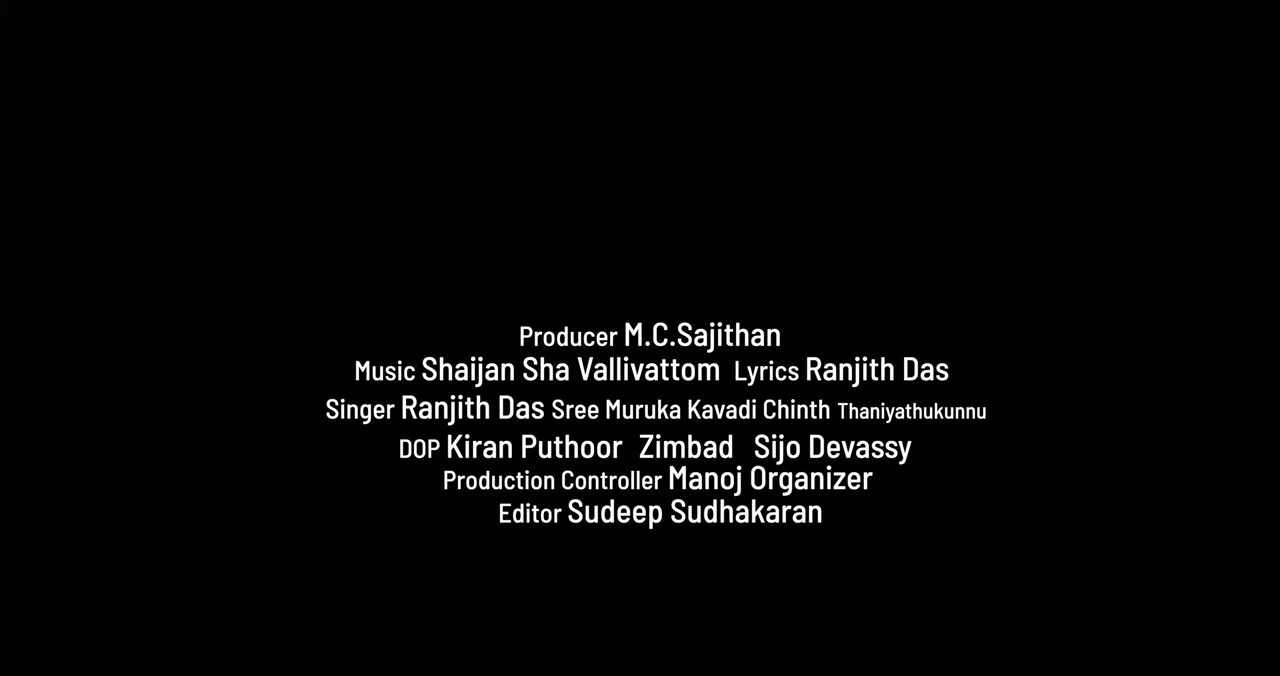 Producer M.C.Sajithan
Music Shaijan Sha Vallivattom Lyrics Ranjith Das
Singer Ranjith Das Sree Muruka Kavadi Chinth Thaniyathukunnu
DOP Kiran Puthoor Zimbad Sijo Devassy
Production Controller Manoj Organizer
Editor Sudeep Sudhakaran